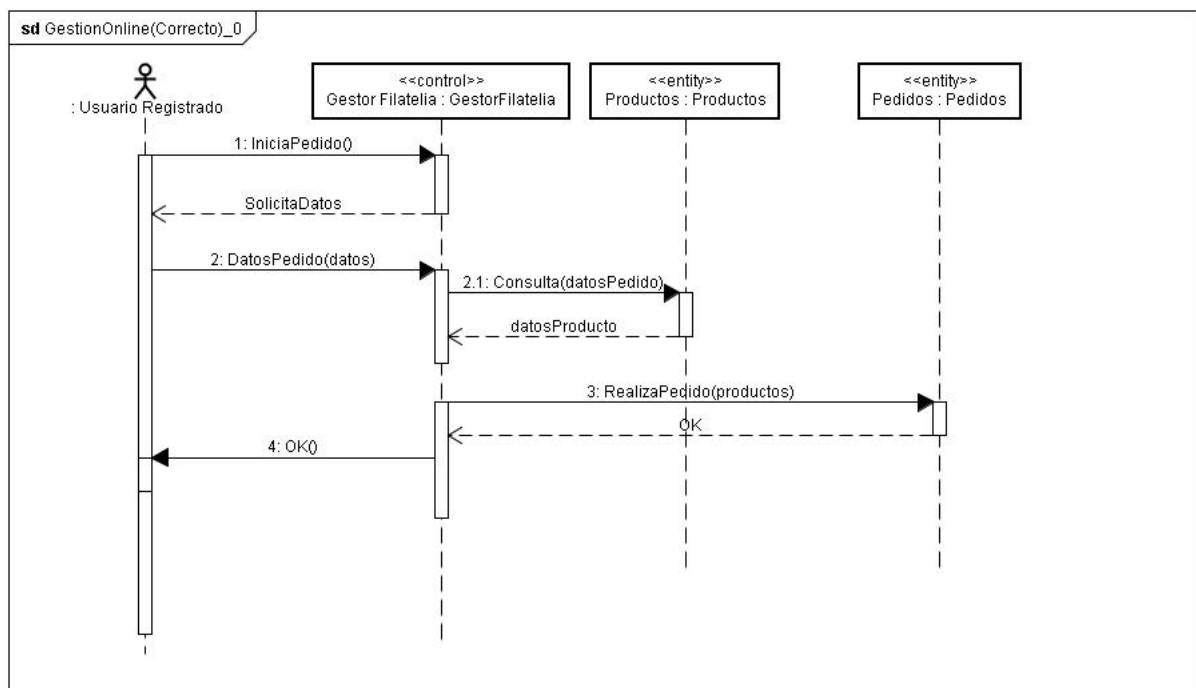 sd GestionOnline(Correcto)_0
: Usuario Registrado
<<control>>
Gestor Filatelia : GestorFilatelia
<<entity>>
Productos : Productos
<<entity>>
Pedidos : Pedidos
1: IniciaPedido()
SolicitaDatos
2: DatosPedido(datos)
2.1: Consulta(datosPedido)
datosProducto
3: RealizaPedido(productos)
OK
4: OK()